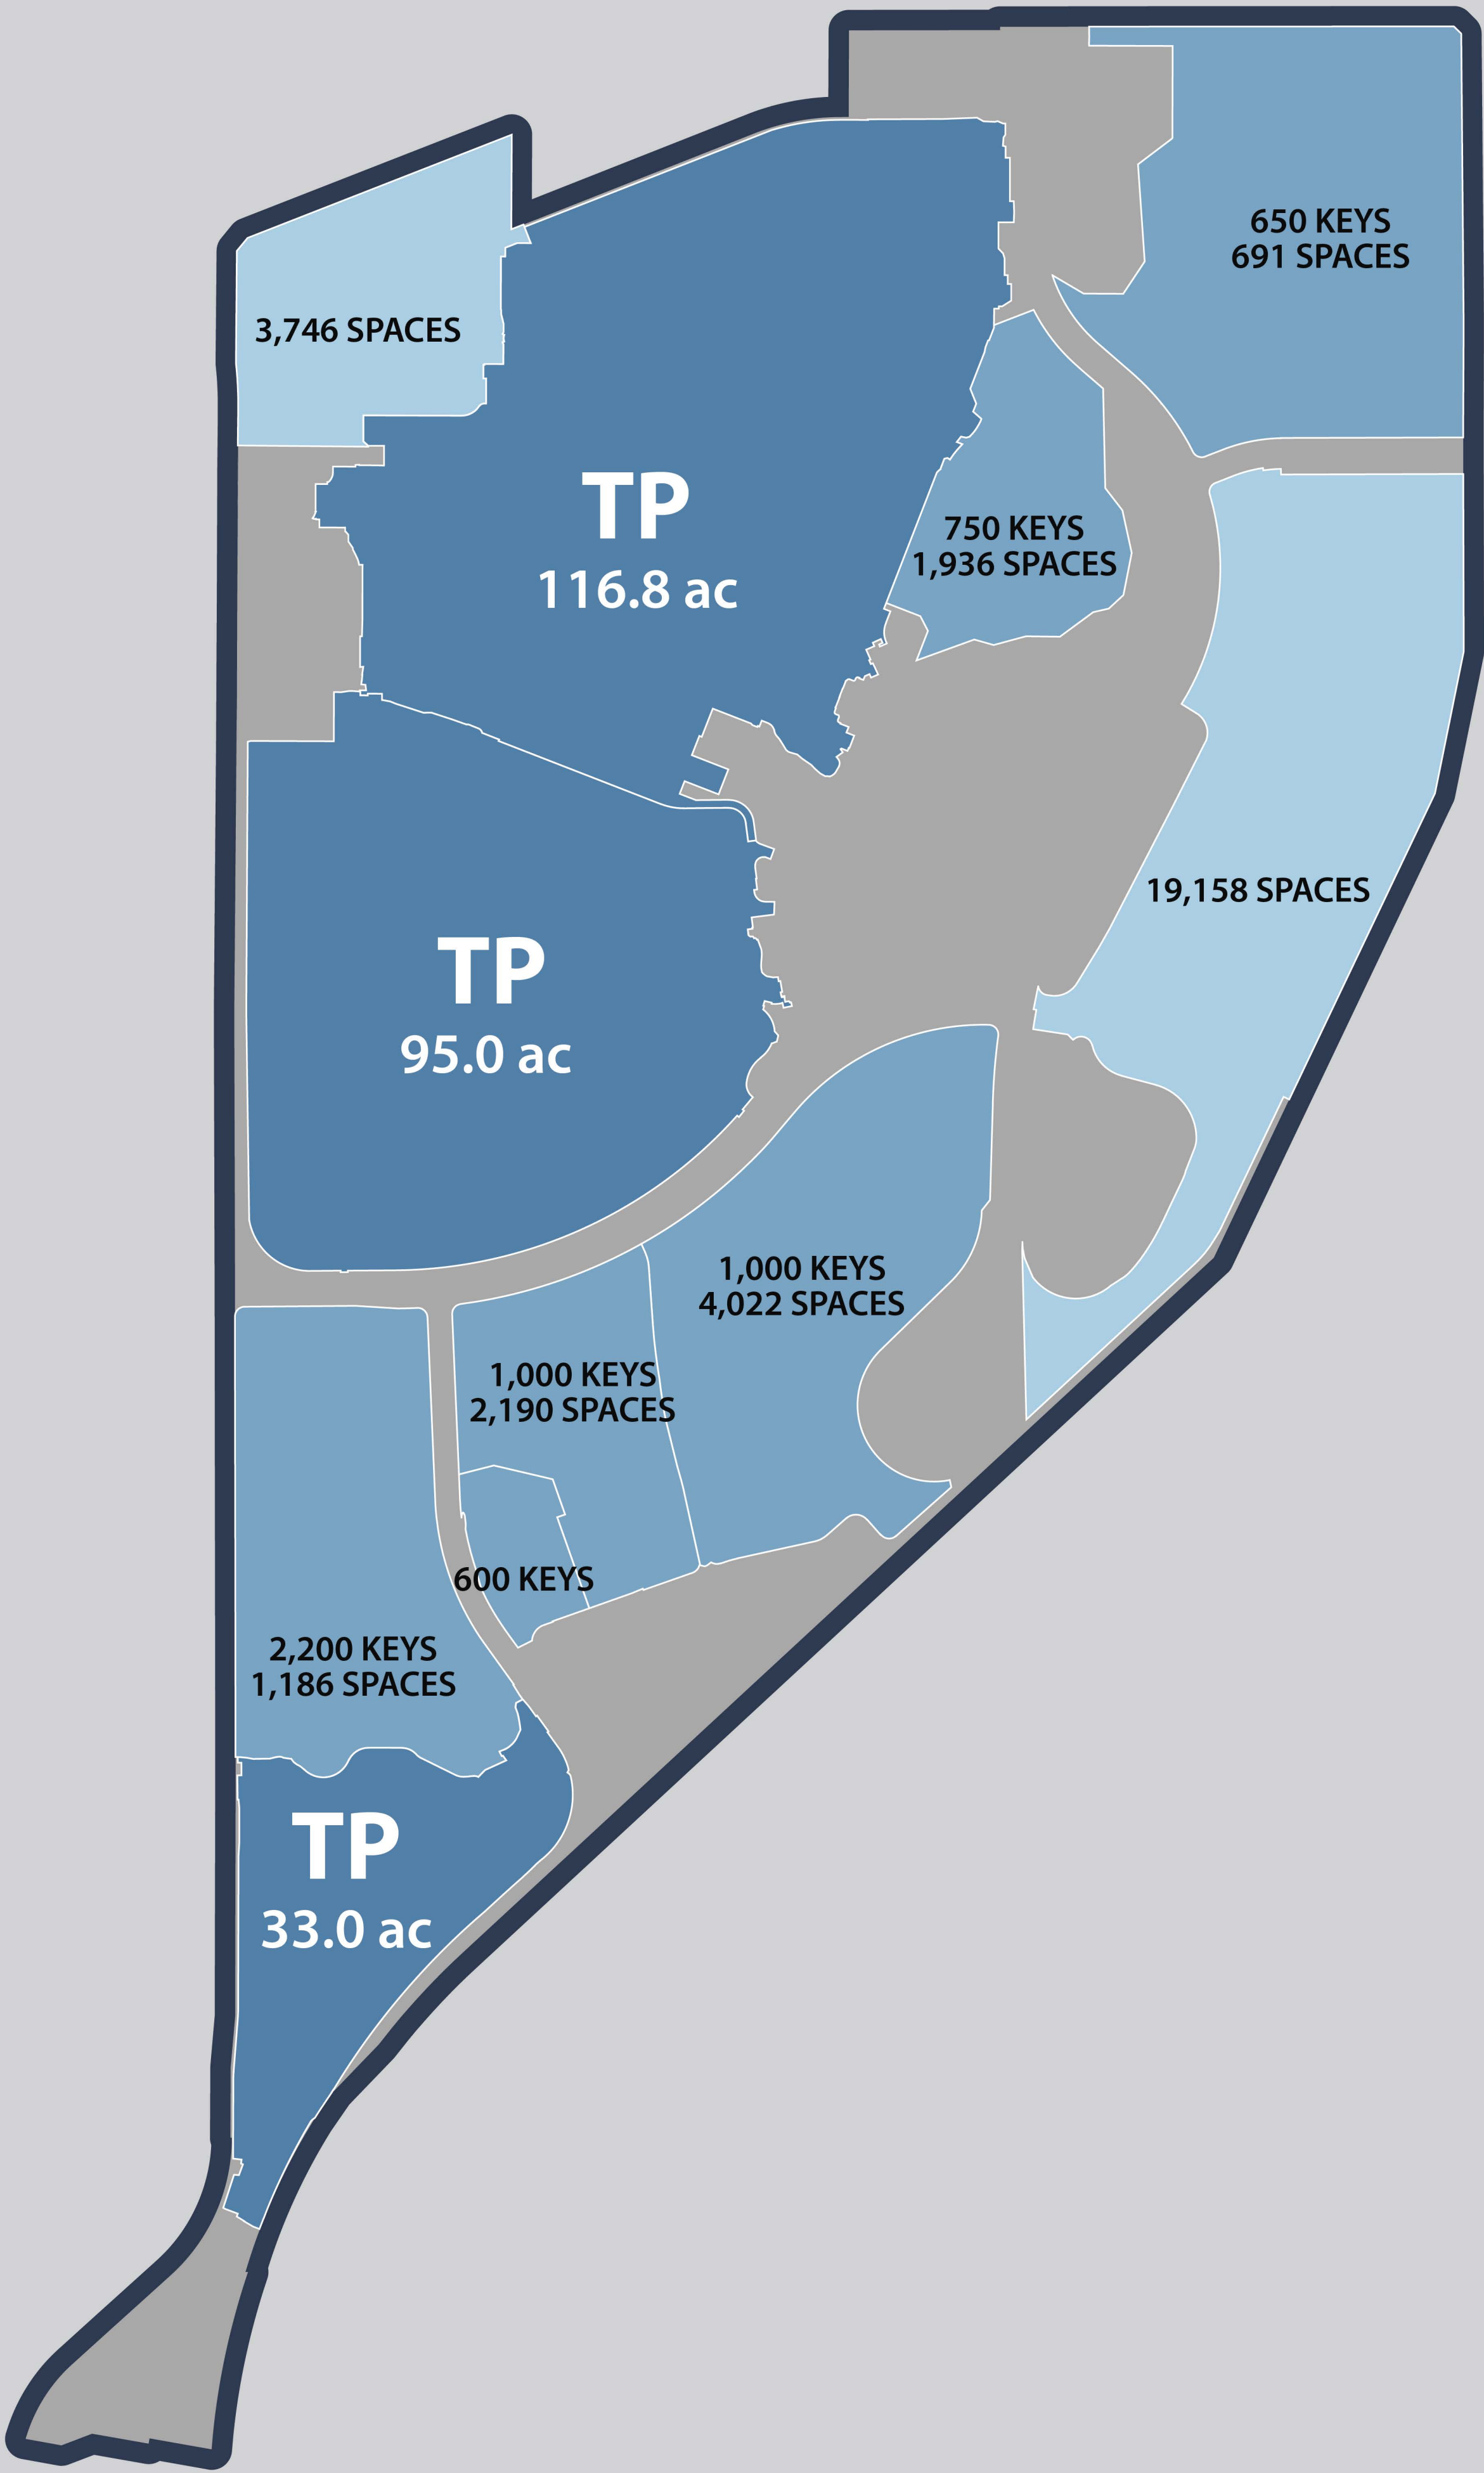 650 KEYS
691 SPACES
3,746 SPACES
TP
116.8 ac
750 KEYS
1,936 SPACES
19,158 SPACES
TP
95.0 ac
1,000 KEYS
4,022 SPACES
1,000 KEYS
2,190 SPACES
600 KEYS
2,200 KEYS
1,186 SPACES
TP
33.0 ac